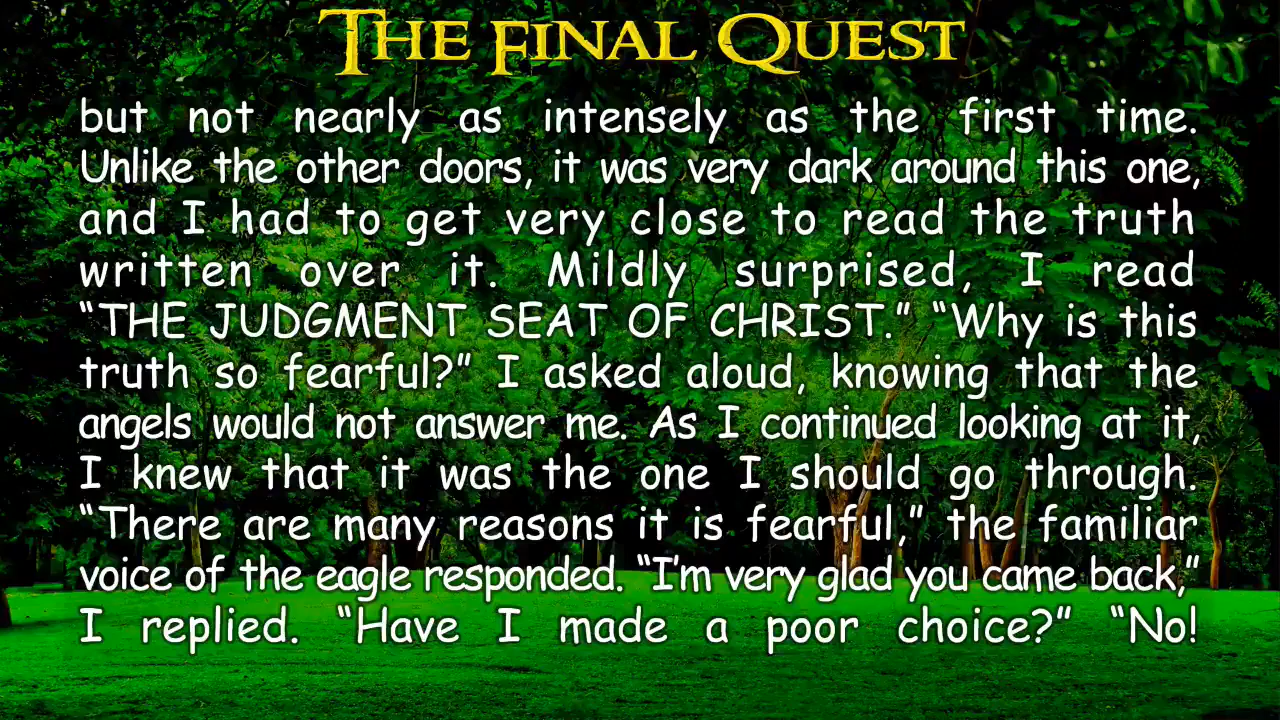 THE FINAL QUEST
but not nearly as intensely as the first time.
Unlike the other doors, it was very dark around this one,
and I had to get very close to read the truth
written over it. Mildly surprised, I read
“THE JUDGMENT SEAT OF CHRIST.” “Why is this
truth so fearful?” I asked aloud, knowing that the
angels would not answer me. As I continued looking at it,
I knew that it was the one I should go through.
“There are many reasons it is fearful,” the familiar
voice of the eagle responded. “I’m very glad you came back,”
I replied. “Have I made a poor choice?” “No!